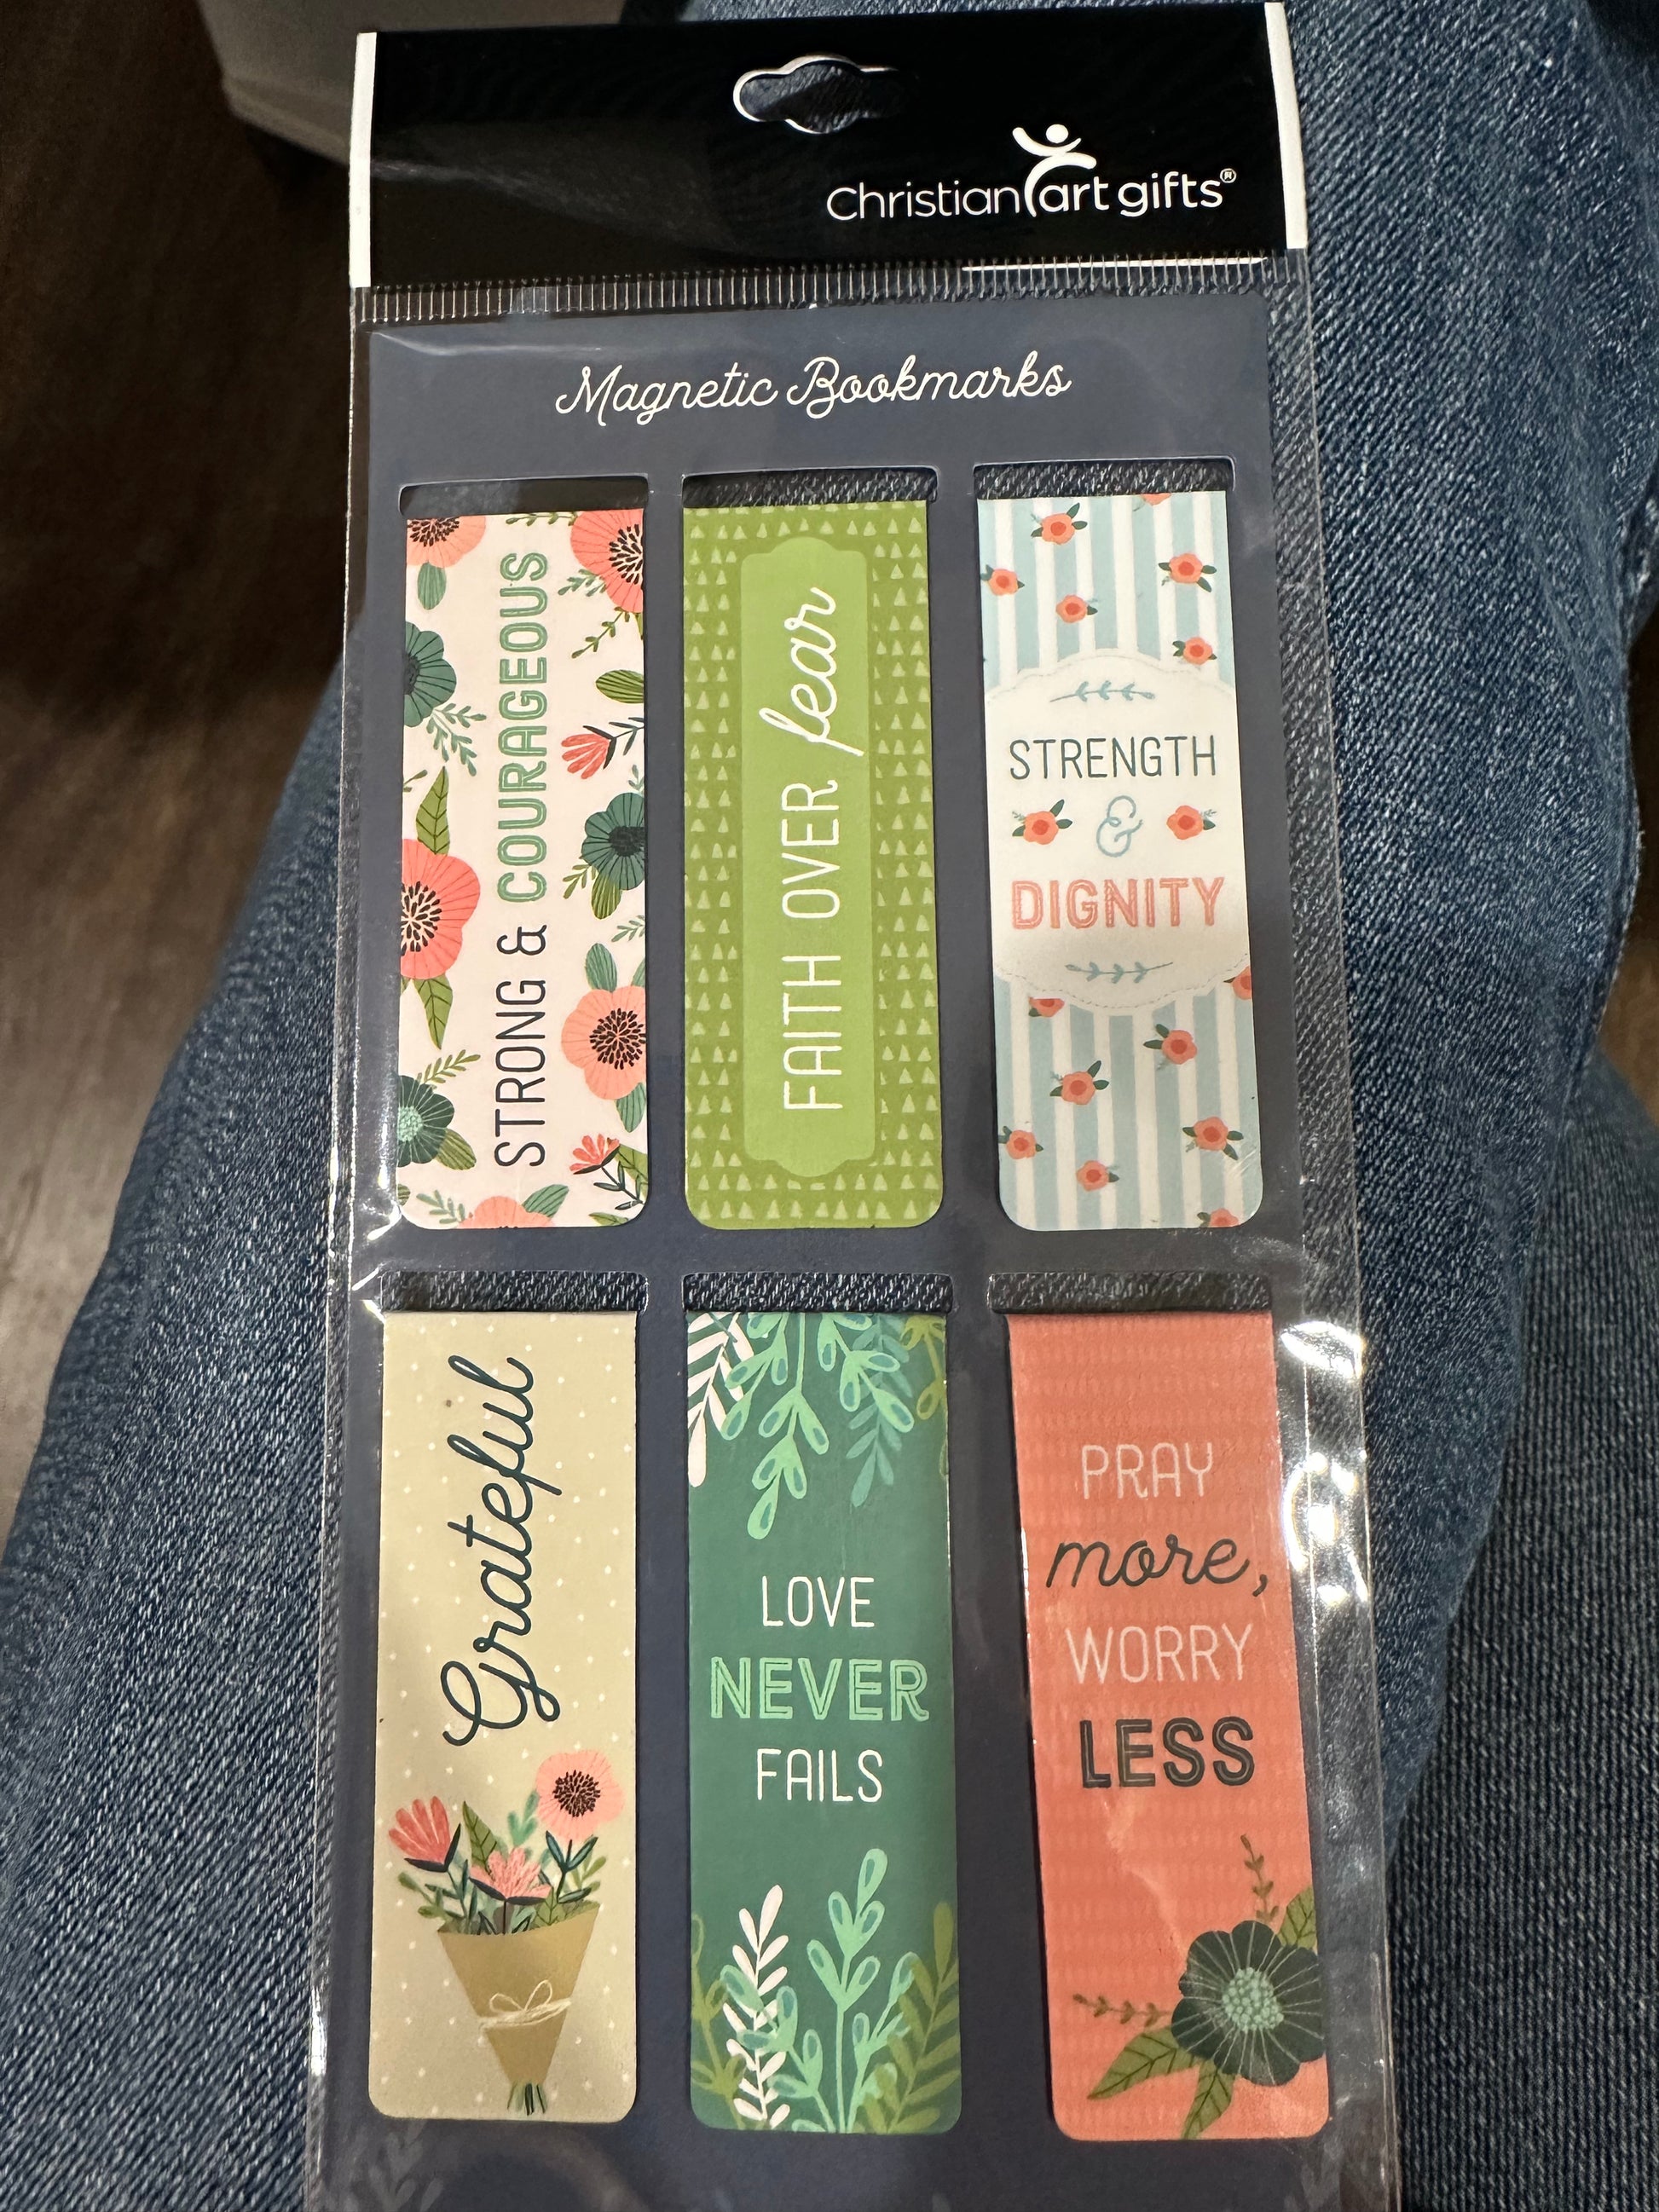 Christian art gifts®
Magnetic Bookmarks
STRONG & COURAGEOUS
FAITH OVER fear
STRENGTH
&
DIGNITY
Grateful
LOVE
NEVER
FAILS
PRAY
more,
WORRY
LESS